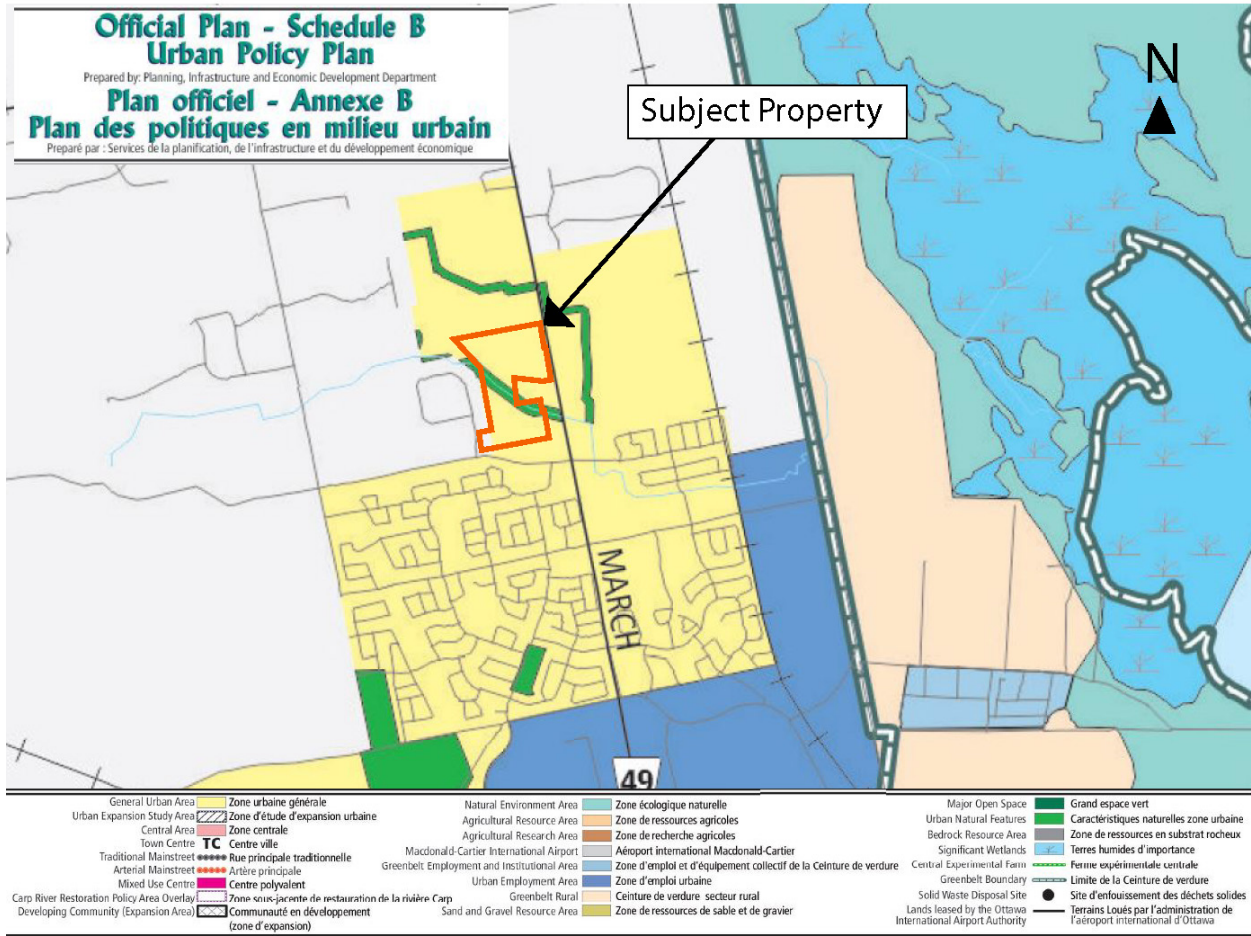 Official Plan - Schedule B
Urban Policy Plan
Prepared by: Planning, Infrastructure and Economic Development Department
Plan officiel - Annexe B
Plan des politiques en milieu urbain
Preparé par : Services de la planification, de l'infrastructure et du développement économique
Subject Property
N
MARCH
49
General Urban Area Zone urbaine générale
Urban Expansion Study Area Zone d'étude d'expansion urbaine
Central Area Zone centrale
Town Centre TC Centre ville
Traditional Mainstreet Rue principale traditionnelle
Arterial Mainstreet Artère principale
Mixed Use Centre Centre polyvalent
Carp River Restoration Policy Area Overlay Zone sous-jacente de restauration de la rivière Carp
Developing Community (Expansion Area) Communauté en développement
(zone d'expansion)
Natural Environment Area Zone écologique naturelle
Agricultural Resource Area Zone de ressources agricoles
Agricultural Research Area Zone de recherche agricoles
Macdonald-Cartier International Airport Aéroport international Macdonald-Cartier
Greenbelt Employment and Institutional Area Zone d'emploi et d'équipement collectif de la Ceinture de verdure
Urban Employment Area Zone d'emploi urbaine
Greenbelt Rural Ceinture de verdure secteur rural
Sand and Gravel Resource Area Zone de ressources de sable et de gravier
Major Open Space Grand espace vert
Urban Natural Features Caractéristiques naturelles zone urbaine
Bedrock Resource Area Zone de ressources en substrat rocheux
Significant Wetlands Terres humides d'importance
Central Experimental Farm Ferme expérimentale centrale
Greenbelt Boundary Limite de la Ceinture de verdure
Solid Waste Disposal Site Site d'enfouissement des déchets solides
Lands leased by the Ottawa Terrains Loués par l'administration de
International Airport Authority l'aéroport international d'Ottawa